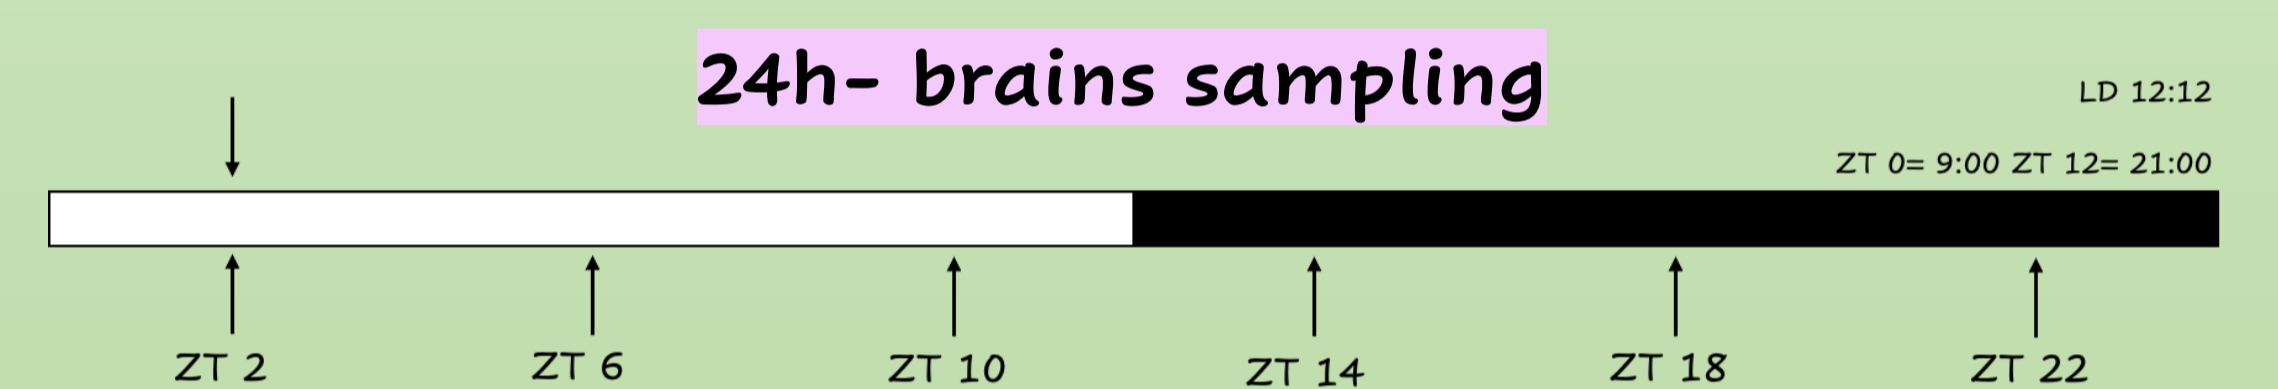 24h- brains sampling
LD 12:12
ZT 0= 9:00 ZT 12= 21:00
ZT 2
ZT 6
ZT 10
ZT 14
ZT 18
ZT 22